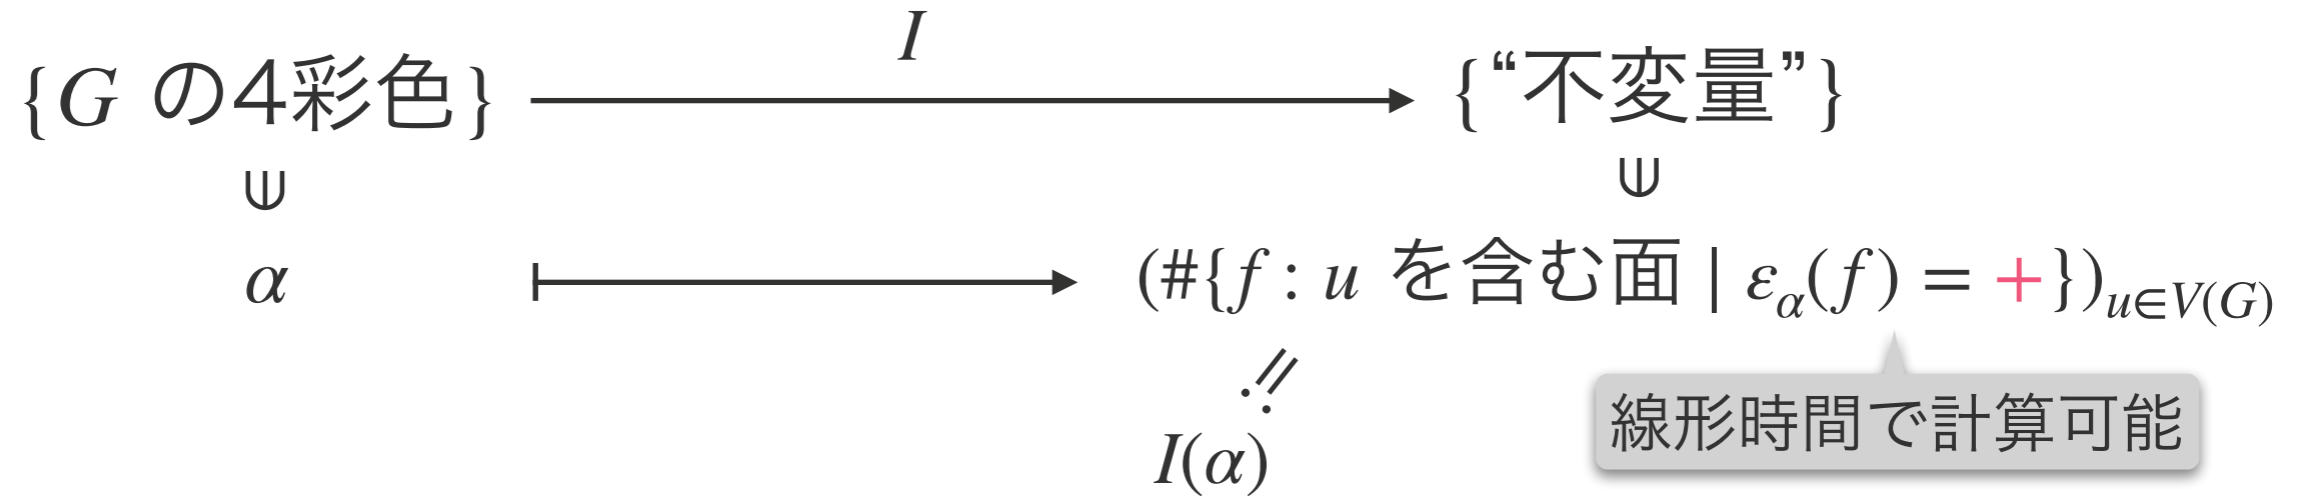 I
{G の4彩色} → {“不変量”}
⋓ ⋓
α ↦ (#{f : u を含む面 | ε_α(f) = +})_{u∈V(G)}
:=
I(α)
線形時間で計算可能